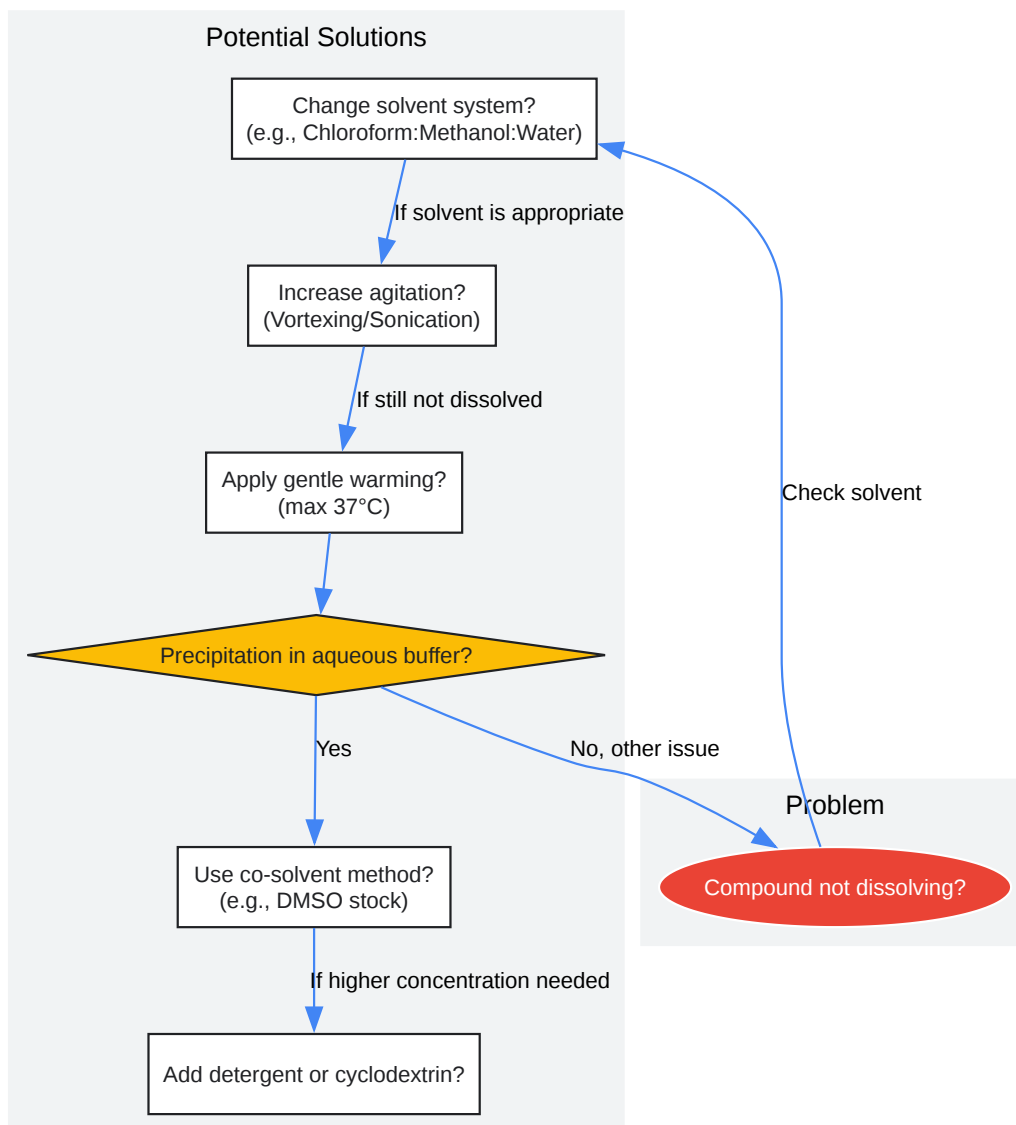 Potential Solutions
Change solvent system?
(e.g., Chloroform:Methanol:Water)
If solvent is appropriate
Increase agitation?
(Vortexing/Sonication)
If still not dissolved
Apply gentle warming?
(max 37°C)
Check solvent
Precipitation in aqueous buffer?
Yes
No, other issue
Problem
Use co-solvent method?
(e.g., DMSO stock)
Compound not dissolving?
If higher concentration needed
Add detergent or cyclodextrin?